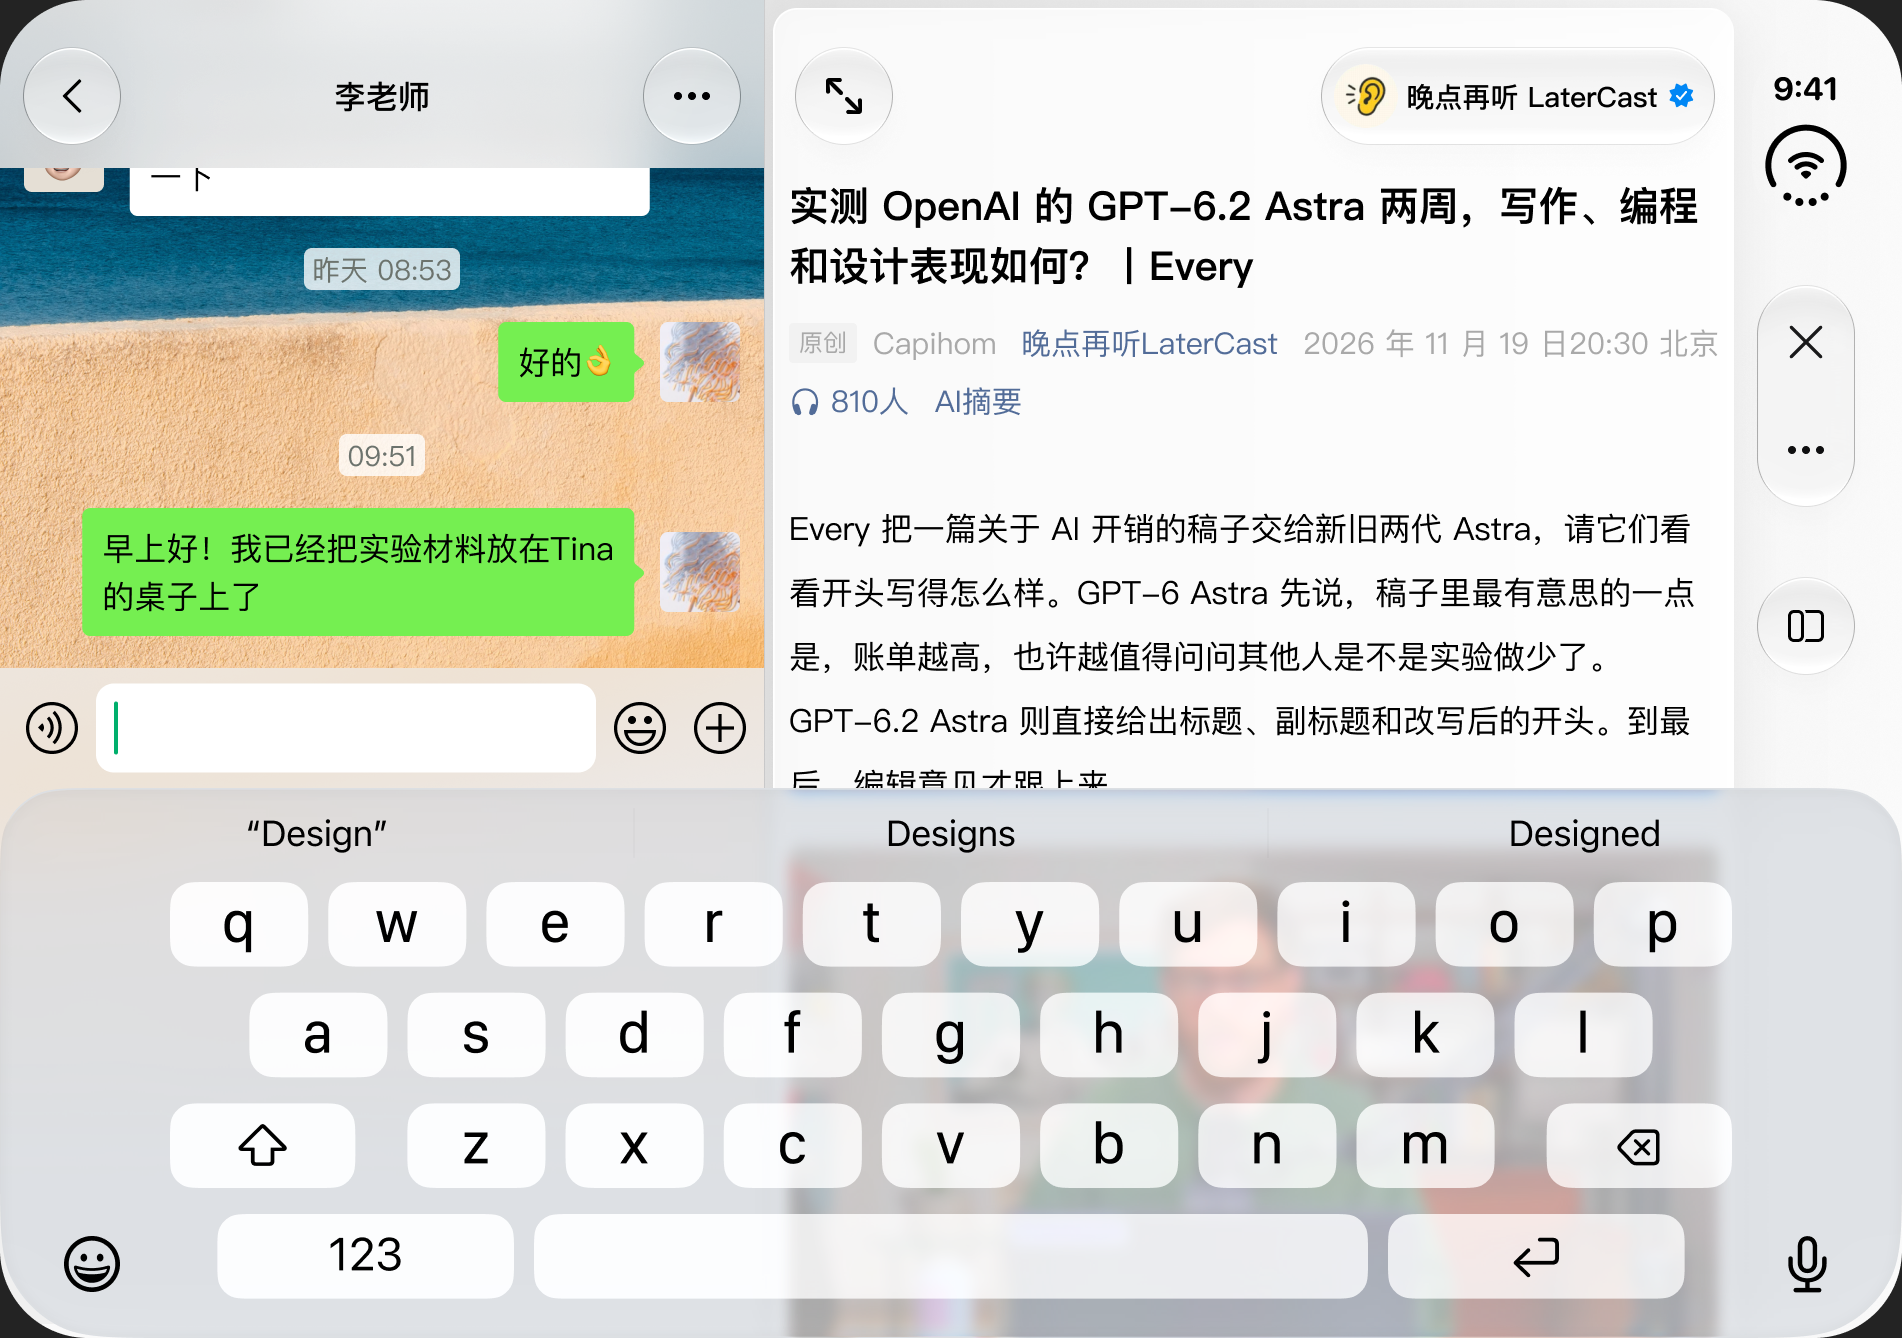 李老师
一下
昨天 08:53
好的👌
09:51
早上好！我已经把实验材料放在Tina
的桌子上了
晚点再听 LaterCast
实测 OpenAI 的 GPT-6.2 Astra 两周，写作、编程
和设计表现如何？｜Every
原创 Capihom 晚点再听LaterCast 2026 年 11 月 19 日20:30 北京
810人 AI摘要
Every 把一篇关于 AI 开销的稿子交给新旧两代 Astra，请它们看
看开头写得怎么样。GPT-6 Astra 先说，稿子里最有意思的一点
是，账单越高，也许越值得问问其他人是不是实验做少了。
GPT-6.2 Astra 则直接给出标题、副标题和改写后的开头。到最
后，编辑意见才跟上来
9:41
“Design” Designs Designed
q w e r t y u i o p
a s d f g h j k l
z x c v b n m
123